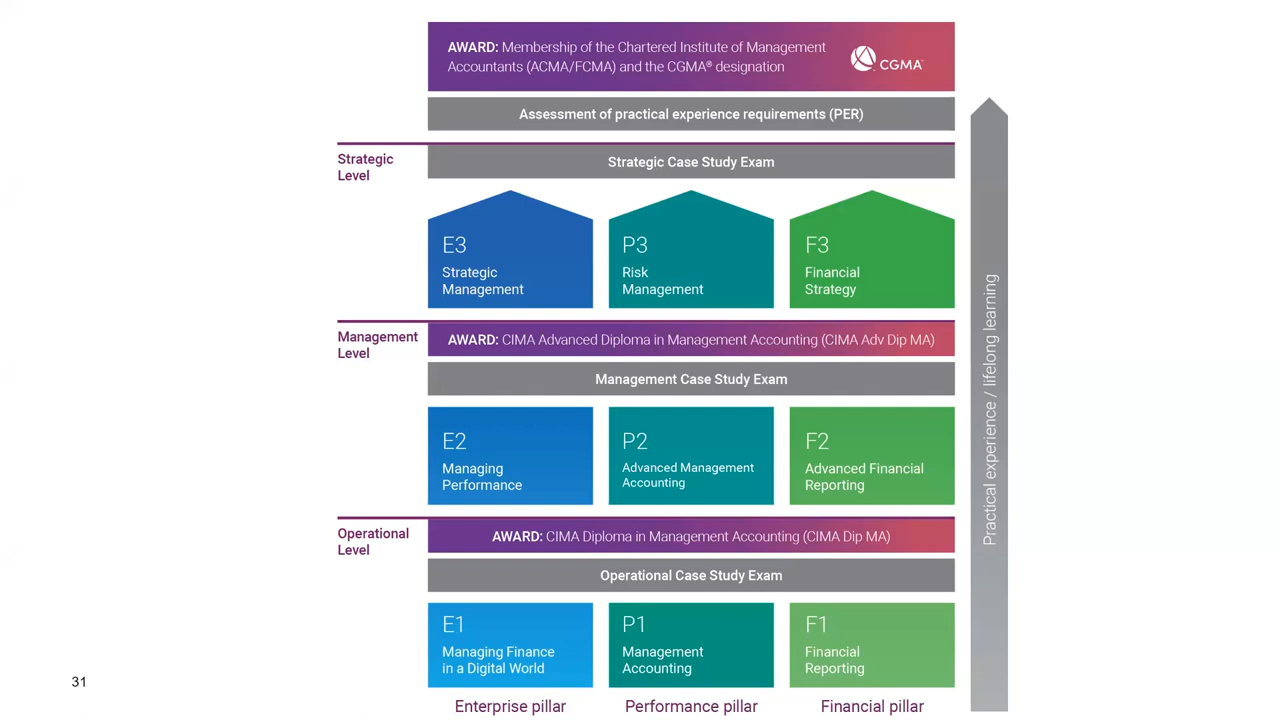 AWARD: Membership of the Chartered Institute of Management
Accountants (ACMA/FCMA) and the CGMA® designation
CGMA®
Assessment of practical experience requirements (PER)
Strategic
Level
Strategic Case Study Exam
E3
Strategic
Management
P3
Risk
Management
F3
Financial
Strategy
Management
Level
AWARD: CIMA Advanced Diploma in Management Accounting (CIMA Adv Dip MA)
Management Case Study Exam
E2
Managing
Performance
P2
Advanced Management
Accounting
F2
Advanced Financial
Reporting
Operational
Level
AWARD: CIMA Diploma in Management Accounting (CIMA Dip MA)
Operational Case Study Exam
E1
Managing Finance
in a Digital World
P1
Management
Accounting
F1
Financial
Reporting
Enterprise pillar
Performance pillar
Financial pillar
Practical experience / lifelong learning
31